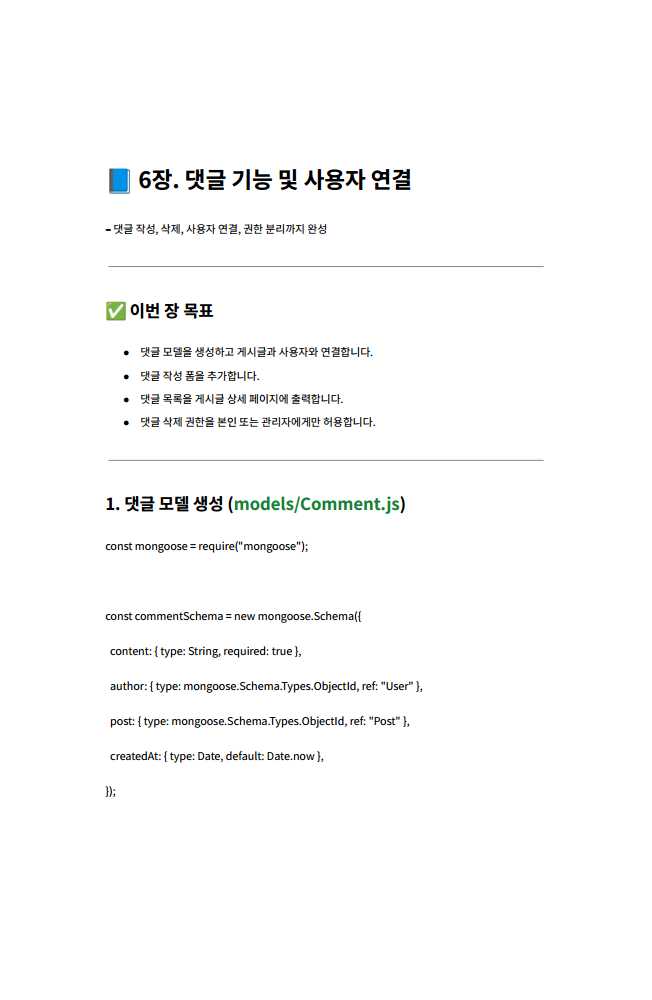 📘 6장. 댓글 기능 및 사용자 연결
– 댓글 작성, 삭제, 사용자 연결, 권한 분리까지 완성
✅ 이번 장 목표
● 댓글 모델을 생성하고 게시글과 사용자와 연결합니다.
● 댓글 작성 폼을 추가합니다.
● 댓글 목록을 게시글 상세 페이지에 출력합니다.
● 댓글 삭제 권한을 본인 또는 관리자에게만 허용합니다.
1. 댓글 모델 생성 (models/Comment.js)
const mongoose = require("mongoose");
const commentSchema = new mongoose.Schema({
  content: { type: String, required: true },
  author: { type: mongoose.Schema.Types.ObjectId, ref: "User" },
  post: { type: mongoose.Schema.Types.ObjectId, ref: "Post" },
  createdAt: { type: Date, default: Date.now },
});